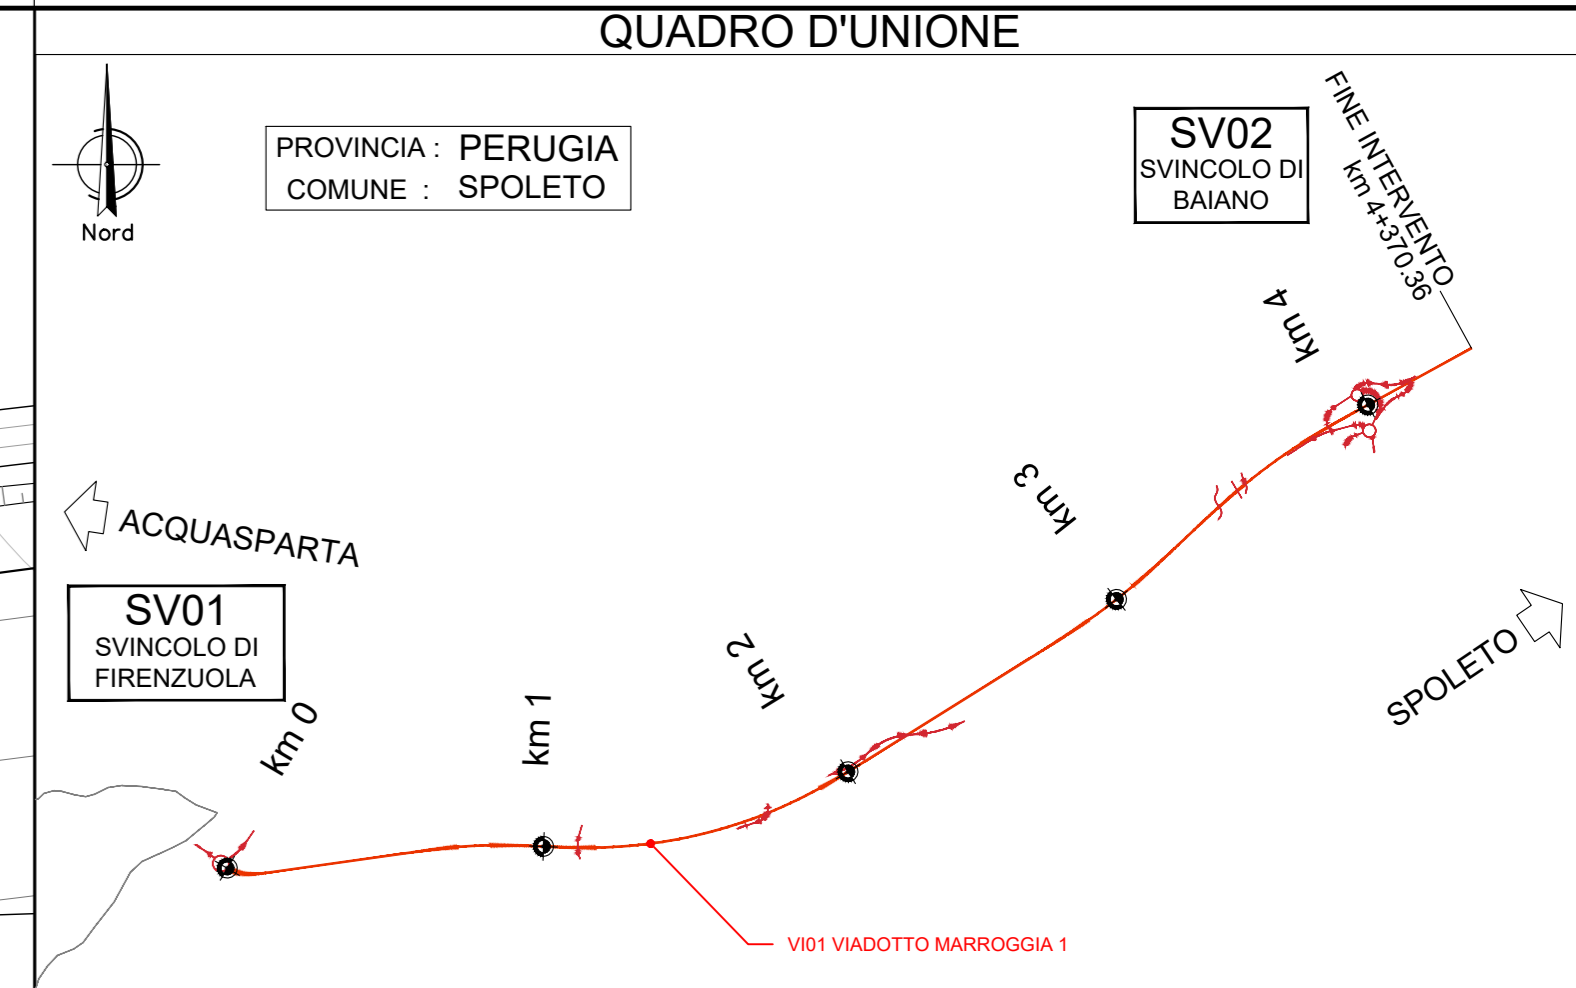 QUADRO D'UNIONE
Nord
PROVINCIA : PERUGIA
COMUNE : SPOLETO
SV02
SVINCOLO DI
BAIANO
FINE INTERVENTO
km 4+370.36
km 4
km 3
ACQUASPARTA
SV01
SVINCOLO DI
FIRENZUOLA
km 0
km 1
km 2
SPOLETO
VI01 VIADOTTO MARROGGIA 1